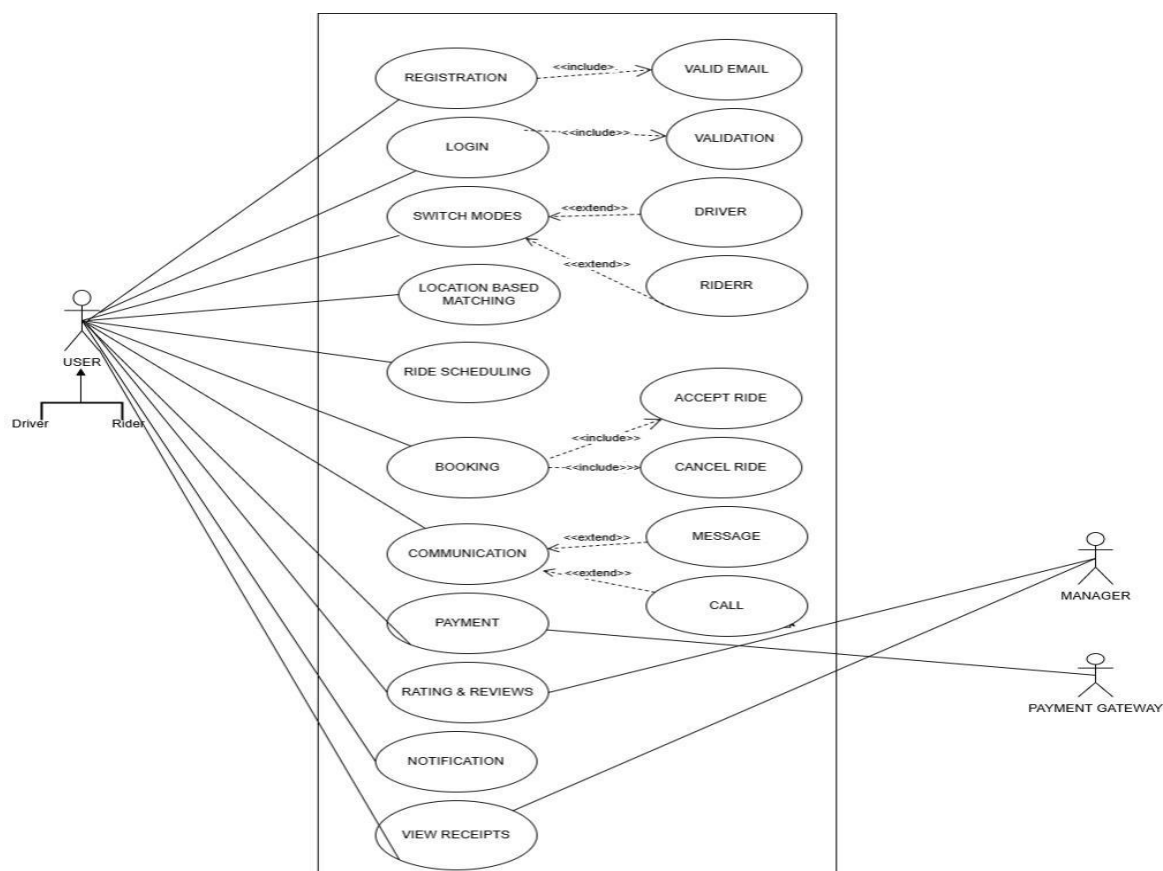 REGISTRATION
<<include>
VALID EMAIL
LOGIN
<<include>>
VALIDATION
SWITCH MODES
<<extend>>
DRIVER
<<extend>>
RIDERR
LOCATION BASED
MATCHING
USER
Driver
Rider
RIDE SCHEDULING
ACCEPT RIDE
<<include>>
BOOKING
<<include>>>
CANCEL RIDE
COMMUNICATION
<<extend>>
MESSAGE
<<extend>>
CALL
MANAGER
PAYMENT
RATING & REVIEWS
PAYMENT GATEWAY
NOTIFICATION
VIEW RECEIPTS